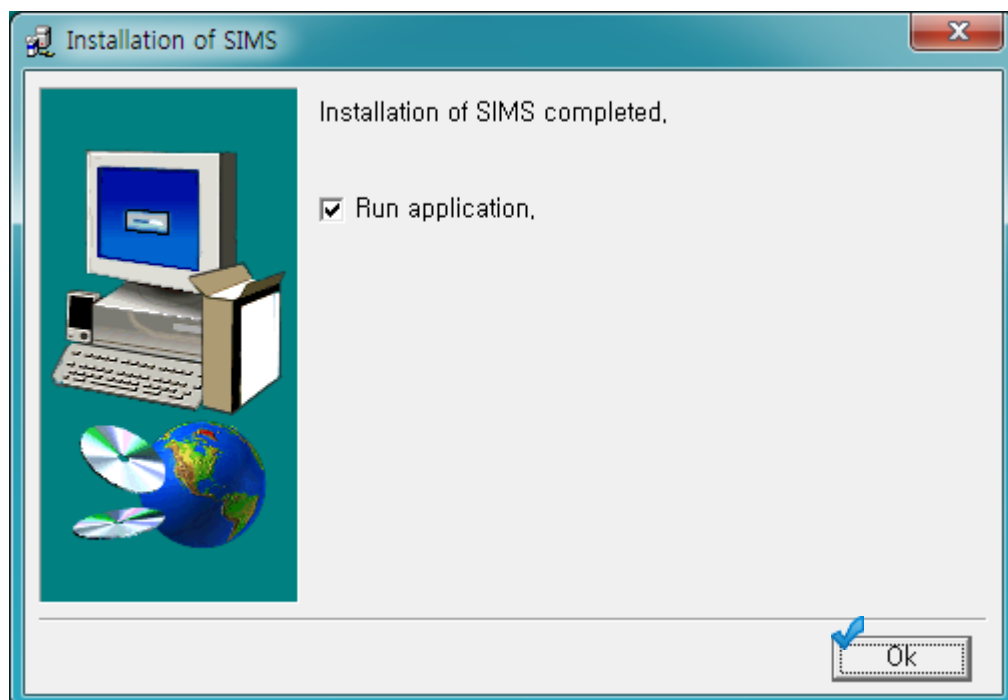 Installation of SIMS
Installation of SIMS completed,
Run application,
Ok